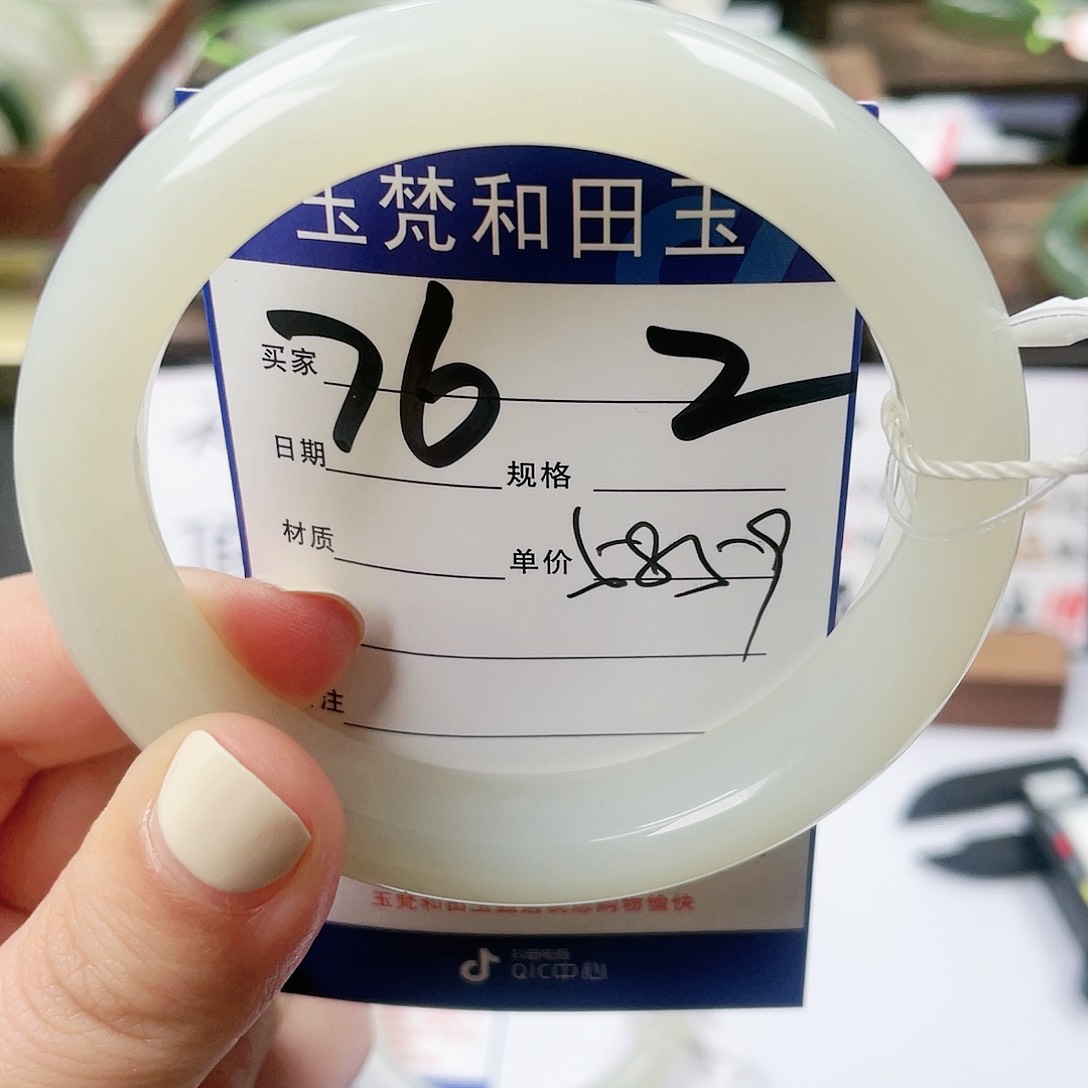 玉梵和田玉
买家 76 2
日期 规格
材质 单价
注
QIC中心